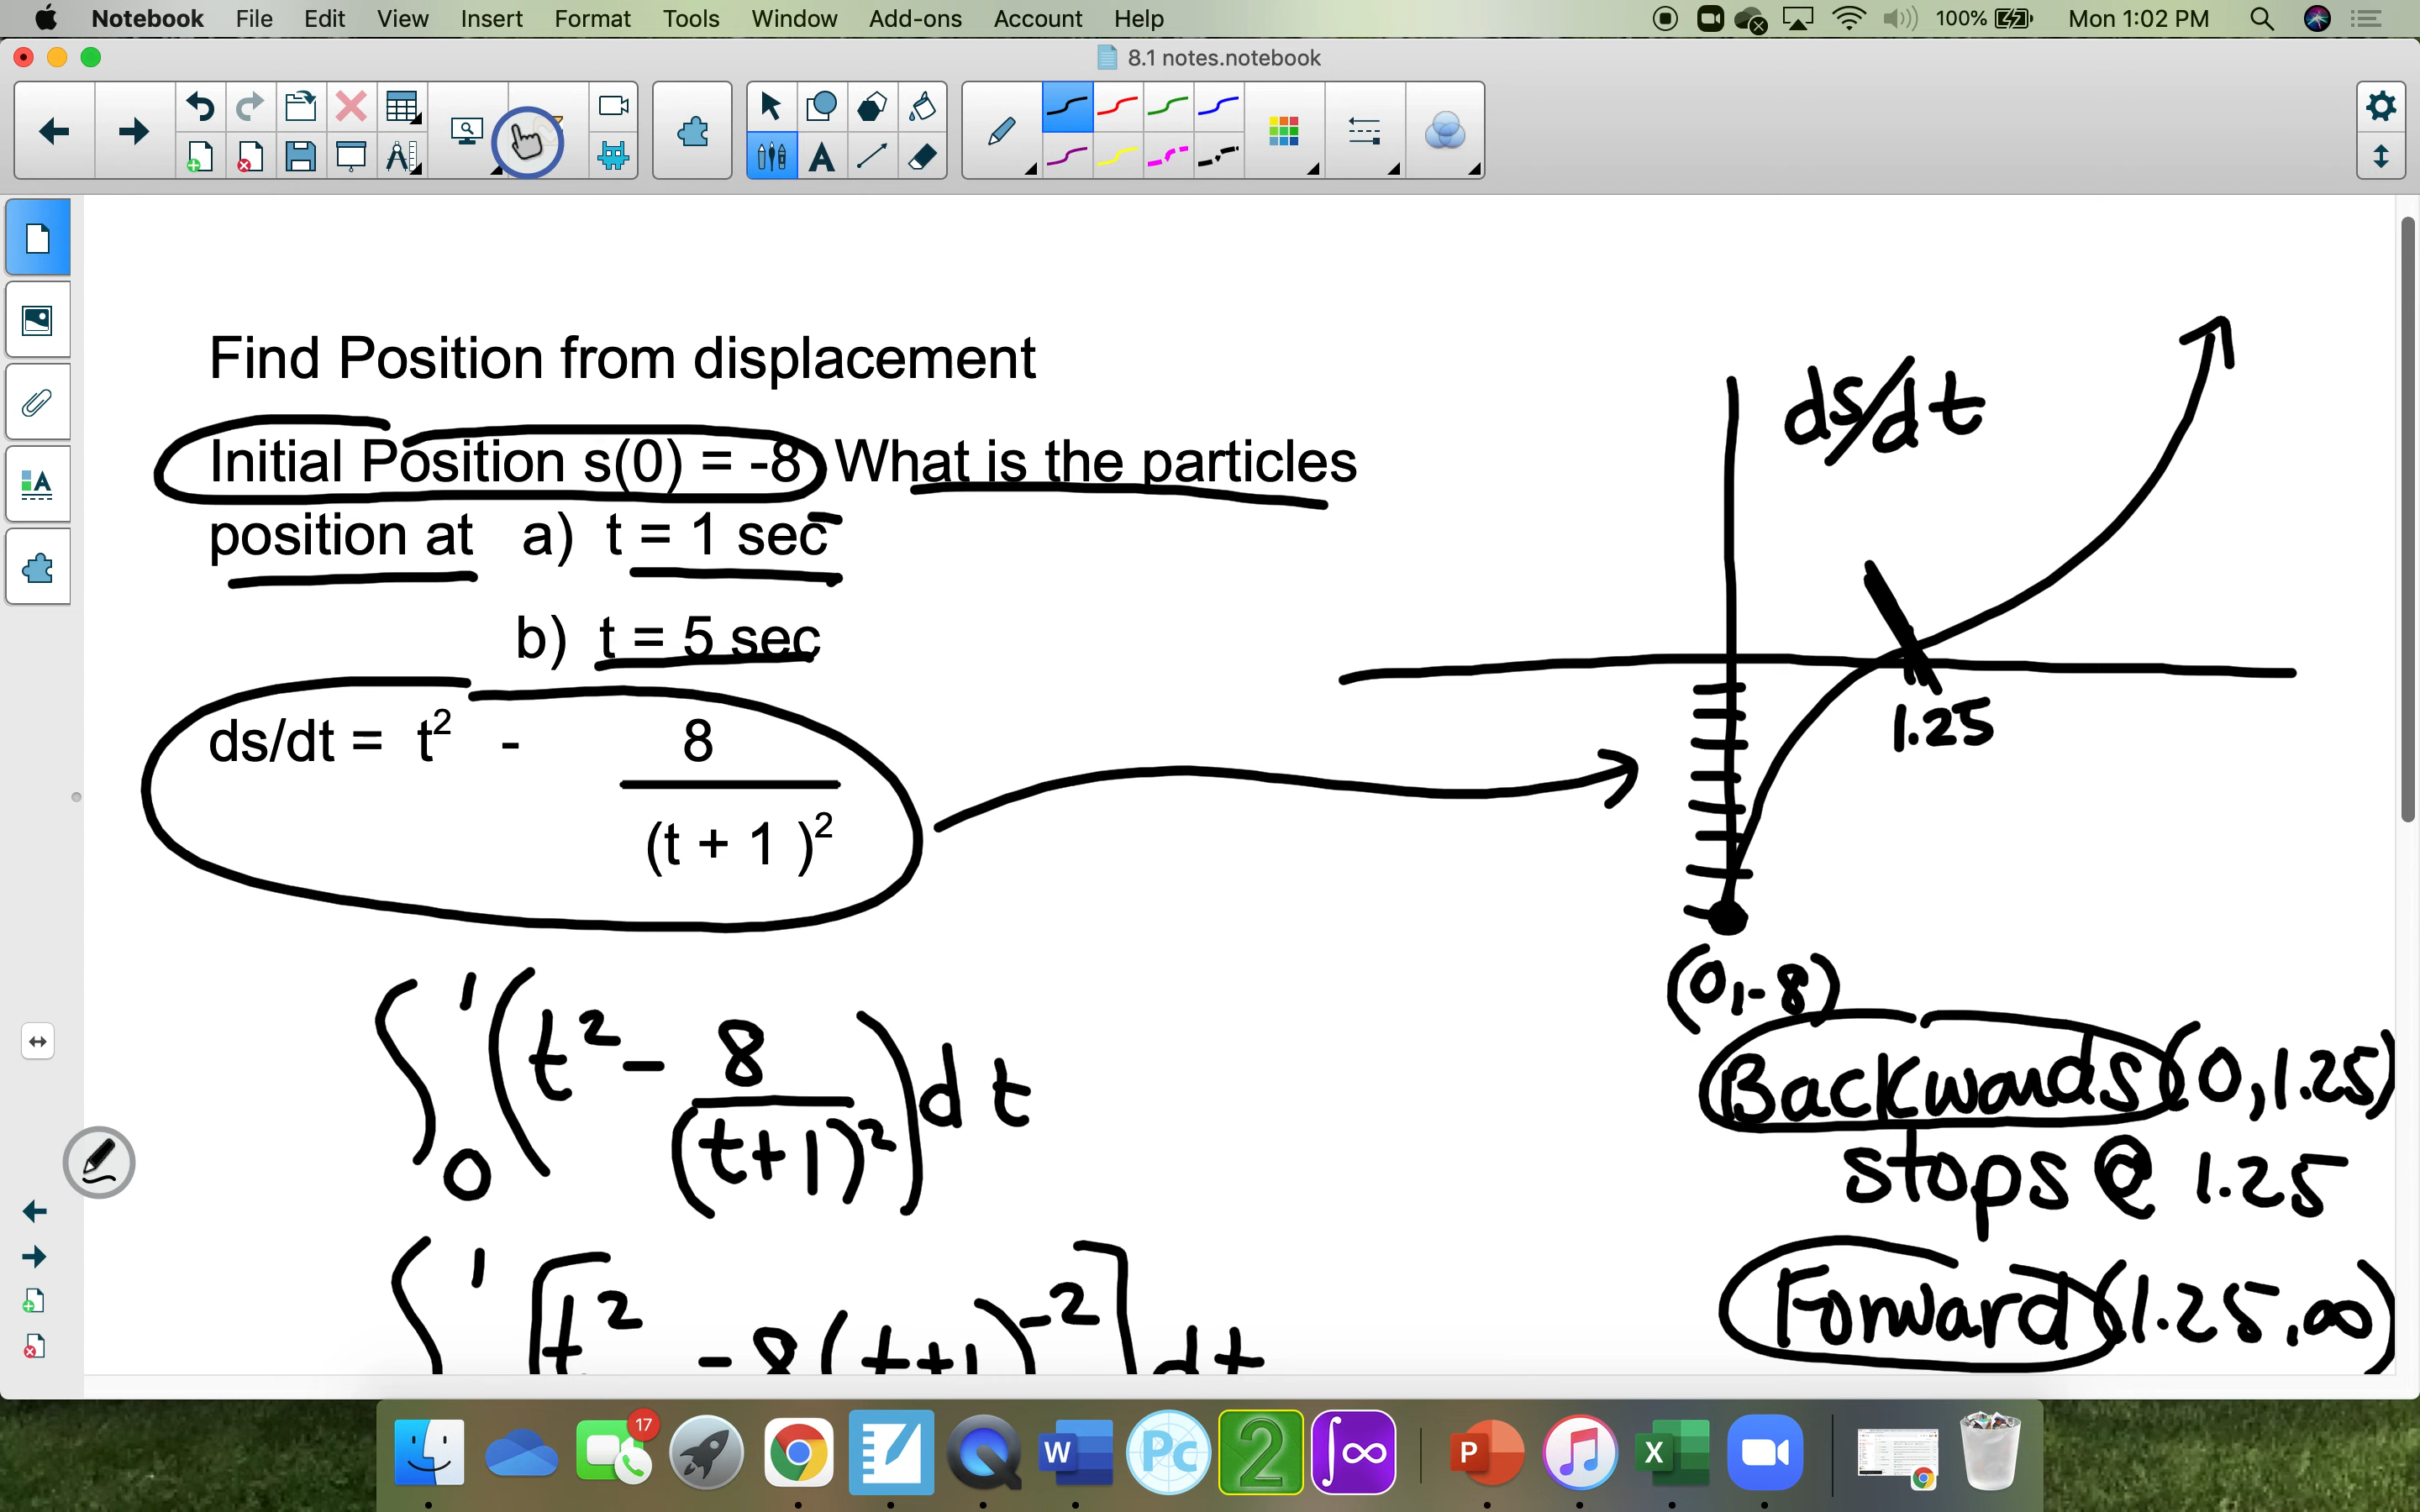 Notebook File Edit View Insert Format Tools Window Add-ons Account Help 100% Mon 1:02 PM
8.1 notes.notebook
A
A
Find Position from displacement
Initial Position s(0) = -8 What is the particles
position at a) t = 1 sec
b) t = 5 sec
ds/dt = t² - 8
(t + 1 )²
ds/dt
1.25
(0,-8)
∫₀¹(t² - 8/(t+1)²)dt
∫¹[t² -8(t+1)⁻²]dt
Backwards (0,1.25)
stops @ 1.25
Forward (1.25,∞)
17
W
Pc
2
∫∞
P
X